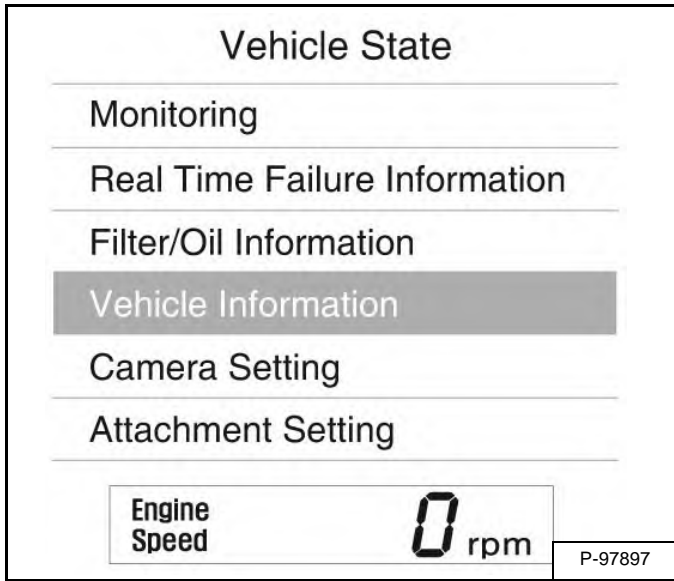 Vehicle State
Monitoring
Real Time Failure Information
Filter/Oil Information
Vehicle Information
Camera Setting
Attachment Setting
Engine
Speed
0 rpm
P-97897